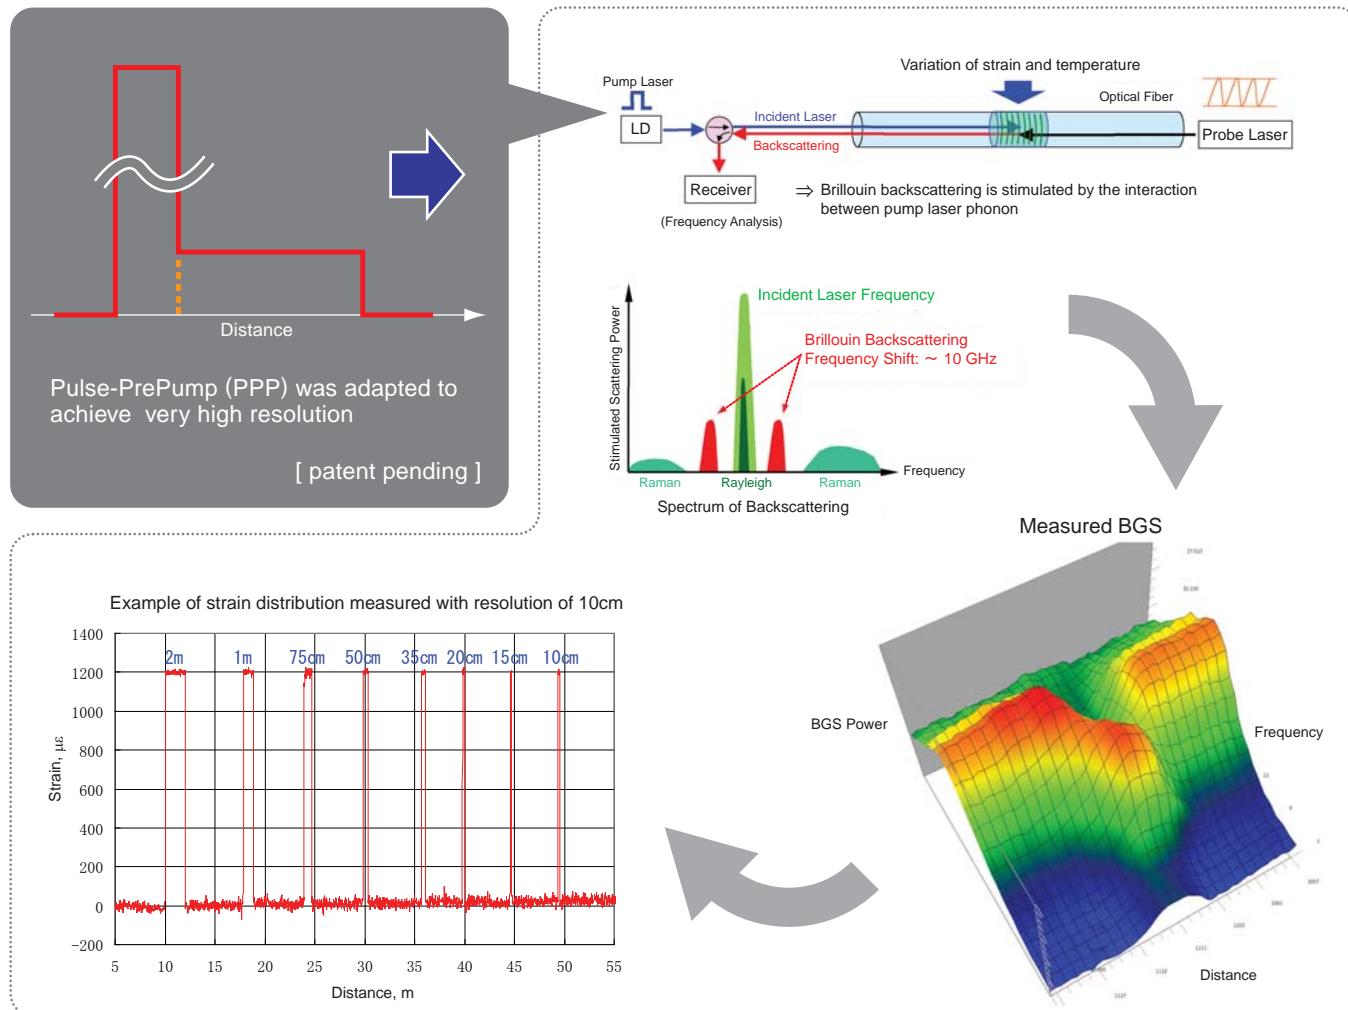 Distance
Pulse-PrePump (PPP) was adapted to
achieve very high resolution
[ patent pending ]
Variation of strain and temperature
Pump Laser
Optical Fiber
LD
Incident Laser
Backscattering
Probe Laser
Receiver
(Frequency Analysis)
⇒ Brillouin backscattering is stimulated by the interaction
between pump laser phonon
Stimulated Scattering Power
Incident Laser Frequency
Brillouin Backscattering
Frequency Shift: ~ 10 GHz
Frequency
Raman
Rayleigh
Raman
Spectrum of Backscattering
Measured BGS
BGS Power
Frequency
Distance
Example of strain distribution measured with resolution of 10cm
Strain, με
1400
1200
1000
800
600
400
200
0
-200
2m
1m
75cm
50cm
35cm
20cm
15cm
10cm
5
10
15
20
25
30
35
40
45
50
55
Distance, m